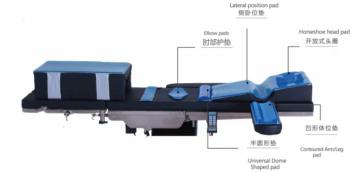 Lateral position pad
侧卧位垫
Elbow pads
肘部护垫
Horseshoe head pad
开放式头圈
半圆形垫
Universal Dome
Shaped pad
凹形体位垫
Contoured Arm/Leg
pad